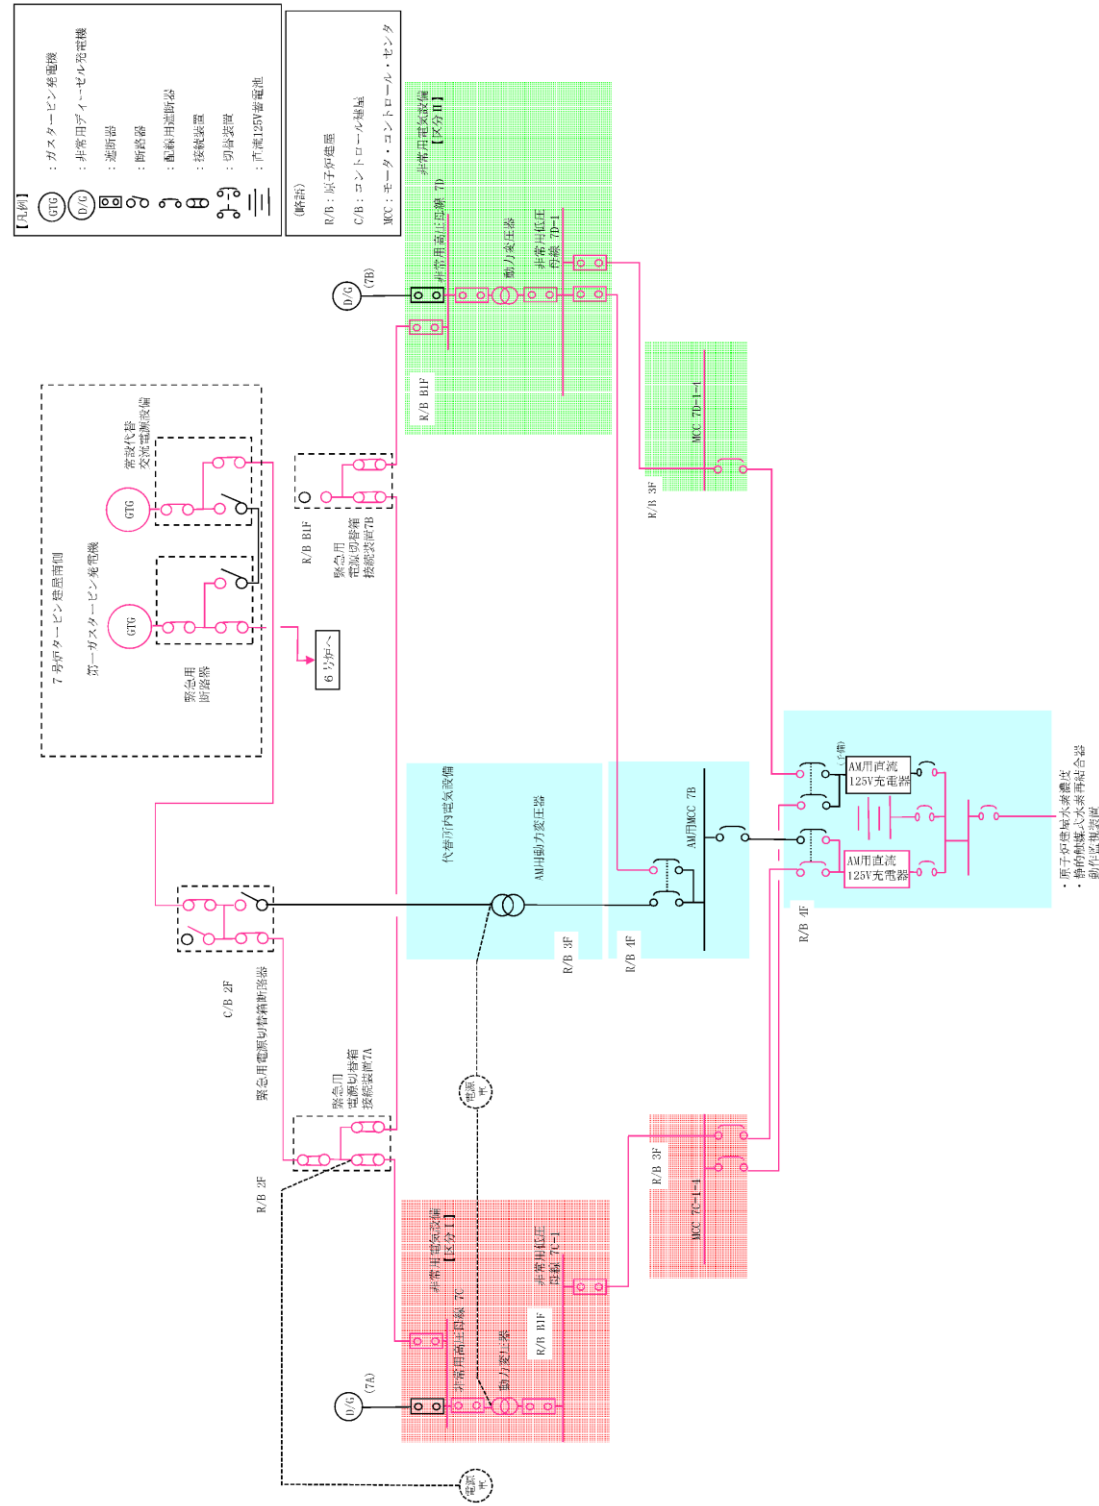 【凡例】
GTG
：ガスタービン発電機
D/G
：非常用ディーゼル発電機
：遮断器
：断路器
：配線用遮断器
：接続装置
：切替装置
：直流125V蓄電池
(略語)
R/B：原子炉建屋
C/B：コントロール建屋
MCC：モータ・コントロール・センタ
7号炉タービン建屋南側
第一ガスタービン発電機
常設代替
交流電源設備
GTG
GTG
緊急用
断路器
6号炉へ
R/B B1F
緊急用
電源切替箱
接続装置7B
D/G
(7B)
非常用電気設備
【区分Ⅱ】
非常用高圧母線 7D
動力変圧器
非常用低圧
母線 7D-1
R/B B1F
MCC 7D-1-4
R/B 3F
C/B 2F
緊急用電源切替箱断路器
代替所内電気設備
AM用動力変圧器
R/B 3F
R/B 4F
AM用MCC 7B
緊急用
電源切替箱
接続装置7A
R/B 2F
電源
車
電源
車
D/G
(7A)
非常用電気設備
【区分Ⅰ】
非常用高圧母線 7C
動力変圧器
非常用低圧
母線 7C-1
R/B B1F
R/B 3F
MCC 7C-1-4
R/B 4F
(予備)
AM用直流
125V充電器
AM用直流
125V充電器
・原子炉建屋水素濃度
・静的触媒式水素再結合器
動作監視装置